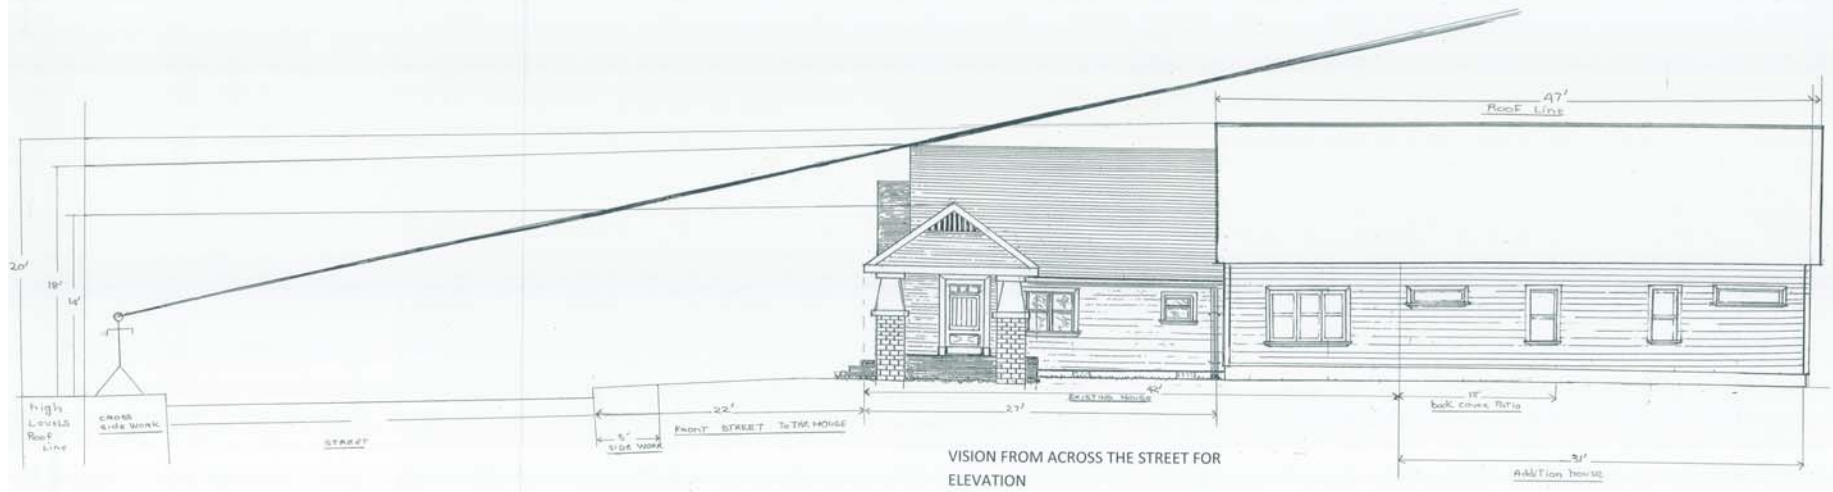 47'
ROOF LINE
20'
18'
14'
high
Levels
Roof
Line
CROSS
side WORK
STREET
5'
SIDE WORK
22'
FRONT STREET TO THE HOUSE
42'
EXISTING HOUSE
27'
back cover Patio
31'
Addition house
VISION FROM ACROSS THE STREET FOR
ELEVATION